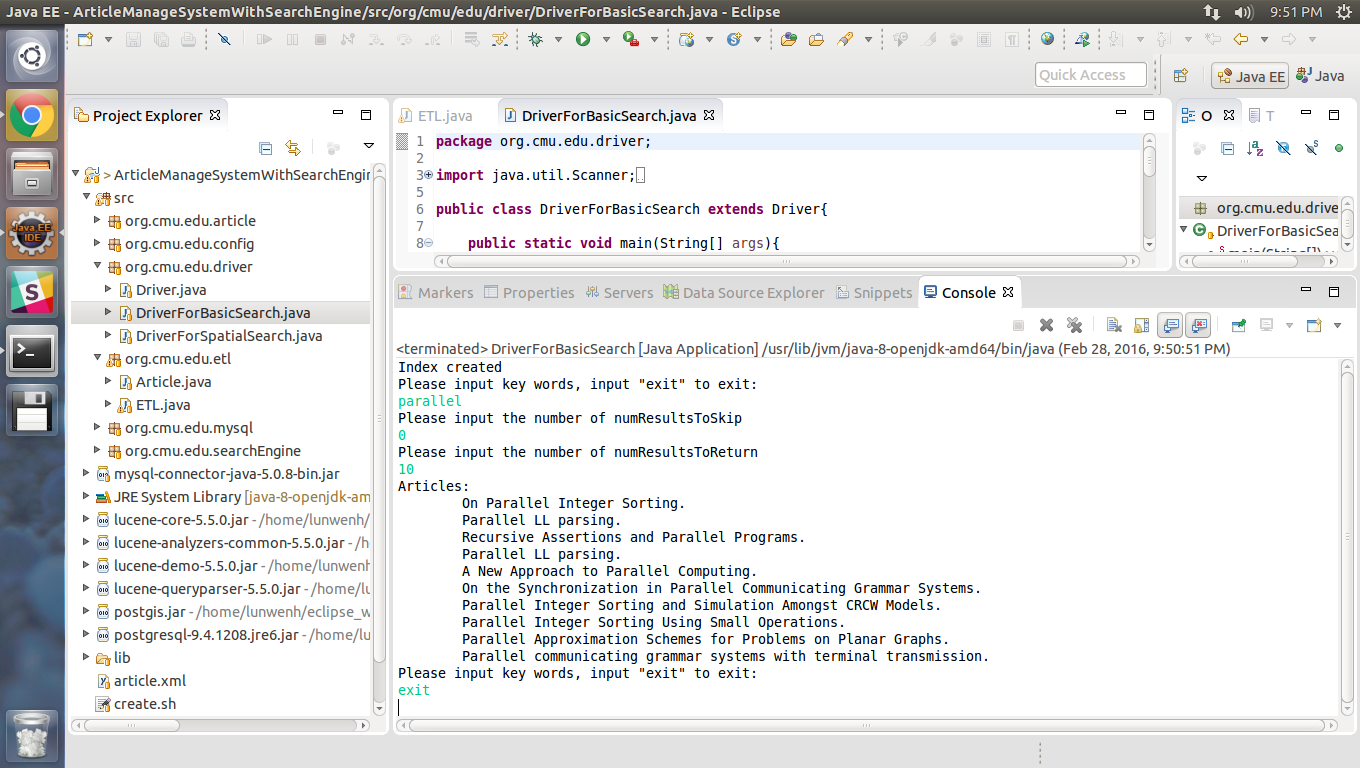 Java EE - ArticleManageSystemWithSearchEngine/src/org/cmu/edu/driver/DriverForBasicSearch.java - Eclipse
9:51 PM
Quick Access
Java EE
Java
Project Explorer
> ArticleManageSystemWithSearchEngin
src
org.cmu.edu.article
org.cmu.edu.config
org.cmu.edu.driver
Driver.java
DriverForBasicSearch.java
DriverForSpatialSearch.java
org.cmu.edu.etl
Article.java
ETL.java
org.cmu.edu.mysql
org.cmu.edu.searchEngine
mysql-connector-java-5.0.8-bin.jar
JRE System Library [java-8-openjdk-am
lucene-core-5.5.0.jar - /home/lunwenh/
lucene-analyzers-common-5.5.0.jar - /h
lucene-demo-5.5.0.jar - /home/lunwenh/
lucene-queryparser-5.5.0.jar - /home/lu
postgis.jar - /home/lunwenh/eclipse_w
postgresql-9.4.1208.jre6.jar - /home/lu
lib
article.xml
create.sh
Java EE
IDE
ETL.java
DriverForBasicSearch.java
1 package org.cmu.edu.driver;
2
3 import java.util.Scanner;
5
6 public class DriverForBasicSearch extends Driver{
7
8 public static void main(String[] args){
O
T
org.cmu.edu.drive
DriverForBasicSea
main(String[]) : v
Markers
Properties
Servers
Data Source Explorer
Snippets
Console
<terminated> DriverForBasicSearch [Java Application] /usr/lib/jvm/java-8-openjdk-amd64/bin/java (Feb 28, 2016, 9:50:51 PM)
Index created
Please input key words, input "exit" to exit:
parallel
Please input the number of numResultsToSkip
0
Please input the number of numResultsToReturn
10
Articles:
On Parallel Integer Sorting.
Parallel LL parsing.
Recursive Assertions and Parallel Programs.
Parallel LL parsing.
A New Approach to Parallel Computing.
On the Synchronization in Parallel Communicating Grammar Systems.
Parallel Integer Sorting and Simulation Amongst CRCW Models.
Parallel Integer Sorting Using Small Operations.
Parallel Approximation Schemes for Problems on Planar Graphs.
Parallel communicating grammar systems with terminal transmission.
Please input key words, input "exit" to exit:
exit